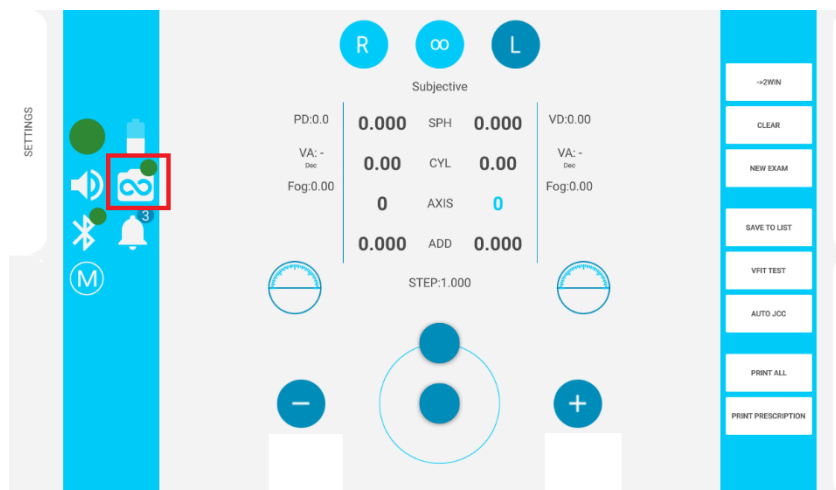 SETTINGS
3
M
R ∞ L
Subjective
PD:0.0 0.000 SPH 0.000 VD:0.00
VA: - 0.00 CYL 0.00 VA: -
Dec Dec
Fog:0.00 0 AXIS 0 Fog:0.00
0.000 ADD 0.000
STEP:1.000
− +
->2WIN
CLEAR
NEW EXAM
SAVE TO LIST
VFIT TEST
AUTO JCC
PRINT ALL
PRINT PRESCRIPTION